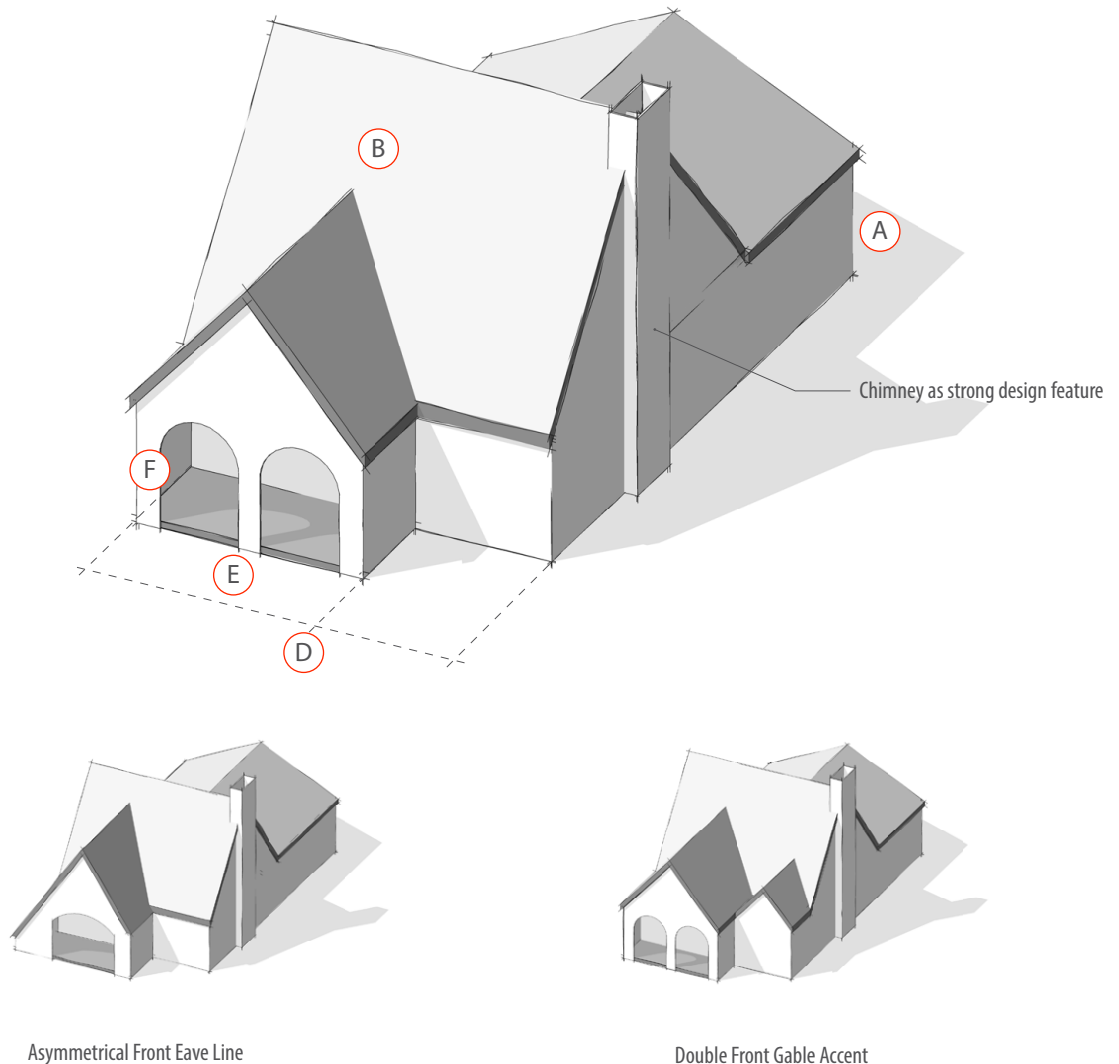 B
A
Chimney as strong design feature
F
E
D
Asymmetrical Front Eave Line
Double Front Gable Accent